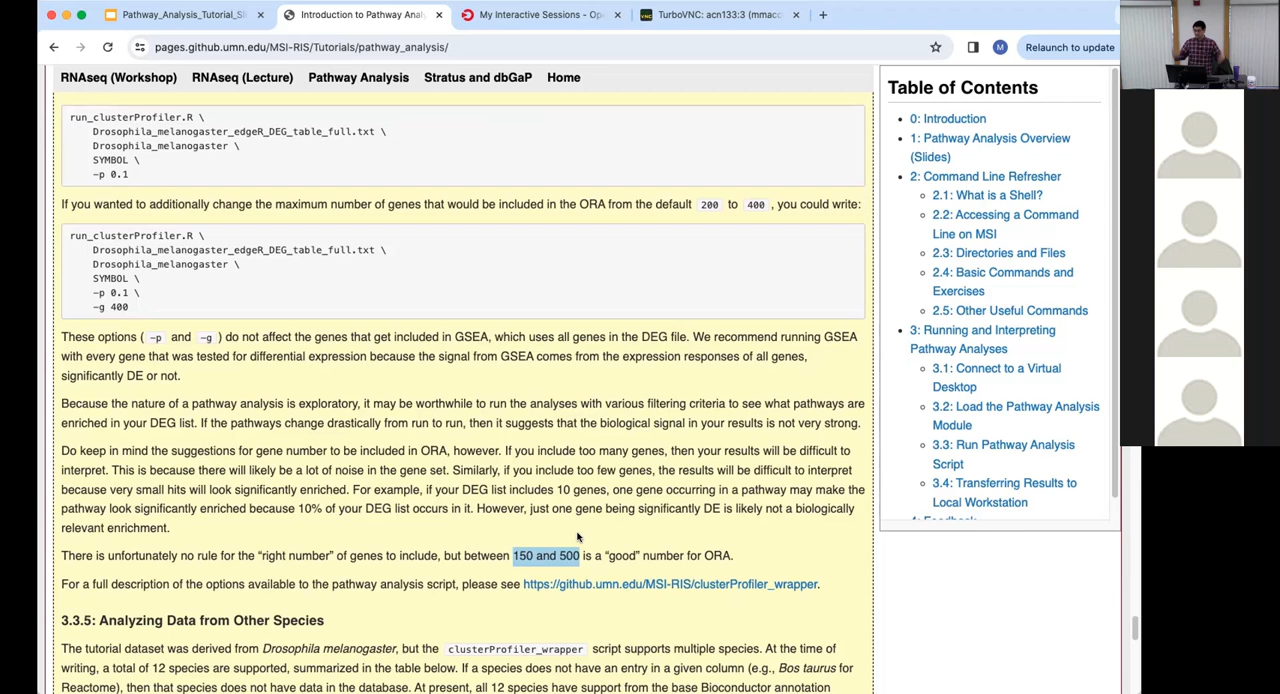 Pathway_Analysis_Tutorial_Sl
Introduction to Pathway Anal
My Interactive Sessions - Ope
TurboVNC: acn133:3 (mmacc
pages.github.umn.edu/MSI-RIS/Tutorials/pathway_analysis/
M
Relaunch to update
RNAseq (Workshop) RNAseq (Lecture) Pathway Analysis Stratus and dbGaP Home
run_clusterProfiler.R \
Drosophila_melanogaster_edgeR_DEG_table_full.txt \
Drosophila_melanogaster \
SYMBOL \
-p 0.1
If you wanted to additionally change the maximum number of genes that would be included in the ORA from the default 200 to 400 , you could write:
run_clusterProfiler.R \
Drosophila_melanogaster_edgeR_DEG_table_full.txt \
Drosophila_melanogaster \
SYMBOL \
-p 0.1 \
-g 400
These options ( -p and -g ) do not affect the genes that get included in GSEA, which uses all genes in the DEG file. We recommend running GSEA
with every gene that was tested for differential expression because the signal from GSEA comes from the expression responses of all genes,
significantly DE or not.
Because the nature of a pathway analysis is exploratory, it may be worthwhile to run the analyses with various filtering criteria to see what pathways are
enriched in your DEG list. If the pathways change drastically from run to run, then it suggests that the biological signal in your results is not very strong.
Do keep in mind the suggestions for gene number to be included in ORA, however. If you include too many genes, then your results will be difficult to
interpret. This is because there will likely be a lot of noise in the gene set. Similarly, if you include too few genes, the results will be difficult to interpret
because very small hits will look significantly enriched. For example, if your DEG list includes 10 genes, one gene occurring in a pathway may make the
pathway look significantly enriched because 10% of your DEG list occurs in it. However, just one gene being significantly DE is likely not a biologically
relevant enrichment.
There is unfortunately no rule for the “right number” of genes to include, but between 150 and 500 is a “good” number for ORA.
For a full description of the options available to the pathway analysis script, please see https://github.umn.edu/MSI-RIS/clusterProfiler_wrapper.
3.3.5: Analyzing Data from Other Species
The tutorial dataset was derived from Drosophila melanogaster, but the clusterProfiler_wrapper script supports multiple species. At the time of
writing, a total of 12 species are supported, summarized in the table below. If a species does not have an entry in a given column (e.g., Bos taurus for
Reactome), then that species does not have data in the database. At present, all 12 species have support from the base Bioconductor annotation
Table of Contents
0: Introduction
1: Pathway Analysis Overview
(Slides)
2: Command Line Refresher
2.1: What is a Shell?
2.2: Accessing a Command
Line on MSI
2.3: Directories and Files
2.4: Basic Commands and
Exercises
2.5: Other Useful Commands
3: Running and Interpreting
Pathway Analyses
3.1: Connect to a Virtual
Desktop
3.2: Load the Pathway Analysis
Module
3.3: Run Pathway Analysis
Script
3.4: Transferring Results to
Local Workstation
4: Feedback